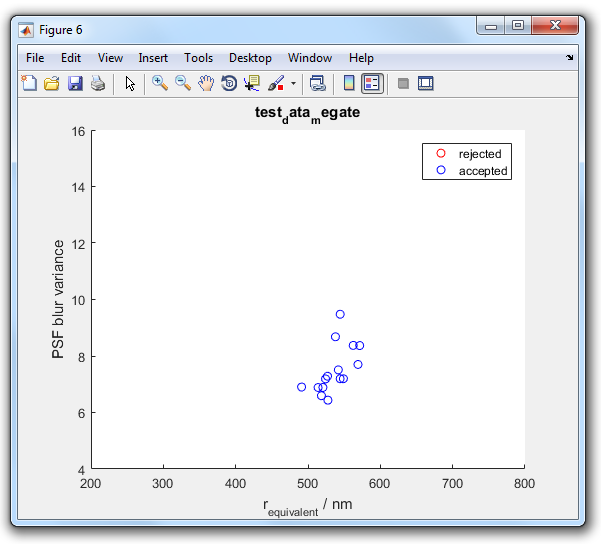 Figure 6
File Edit View Insert Tools Desktop Window Help
test_data_megate
16
14
12
10
8
6
4
PSF blur variance
rejected
accepted
200 300 400 500 600 700 800
r_equivalent / nm